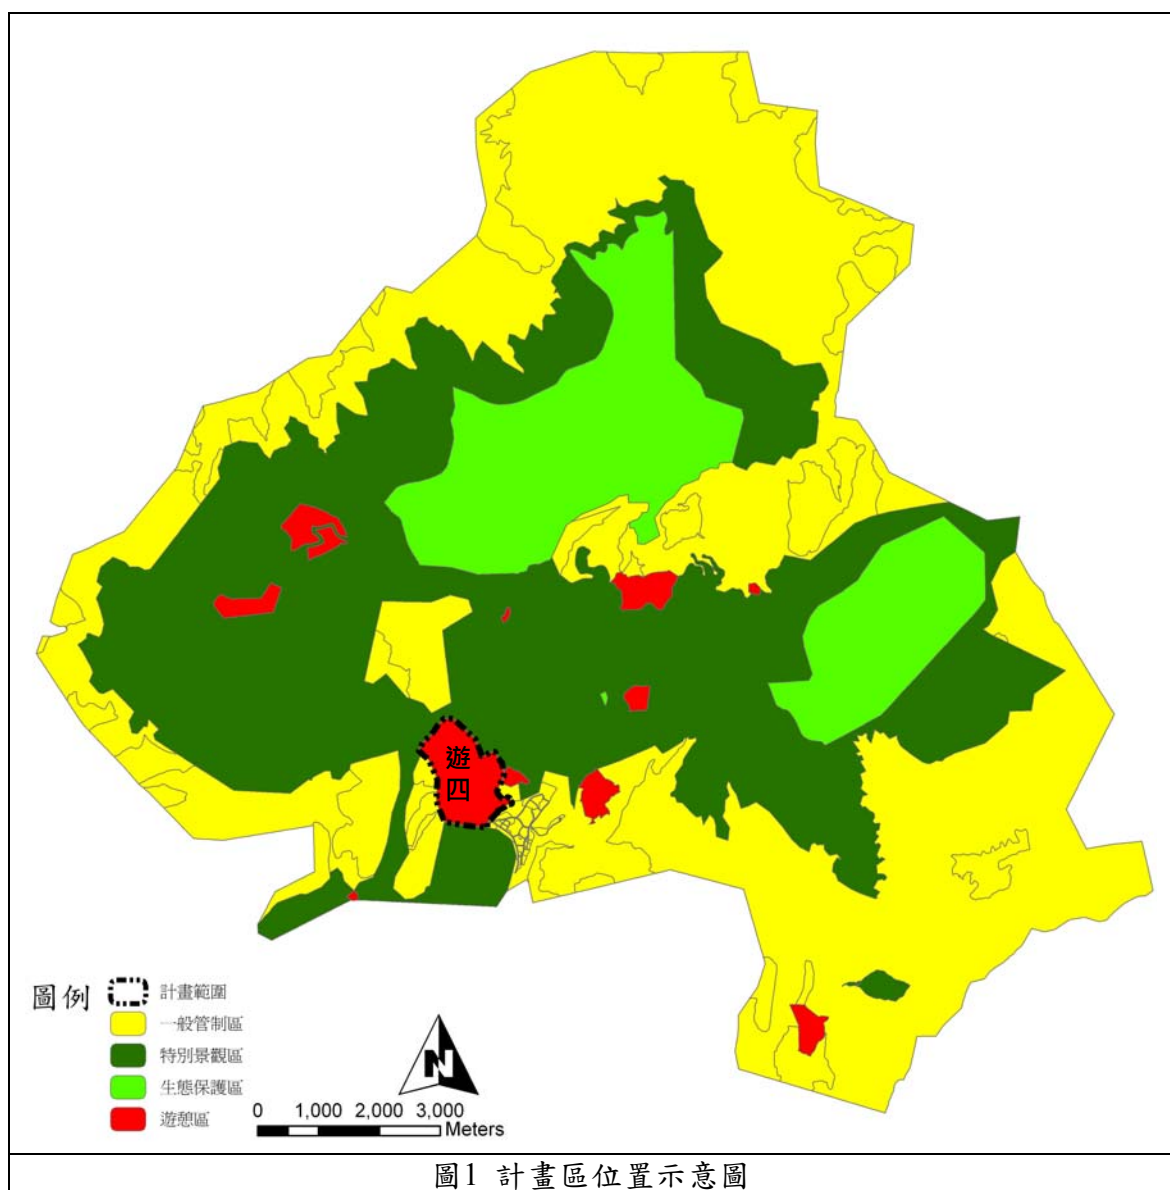 遊
四
圖例
計畫範圍
一般管制區
特別景觀區
生態保護區
遊憩區
N
0 1,000 2,000 3,000
Meters
圖1 計畫區位置示意圖